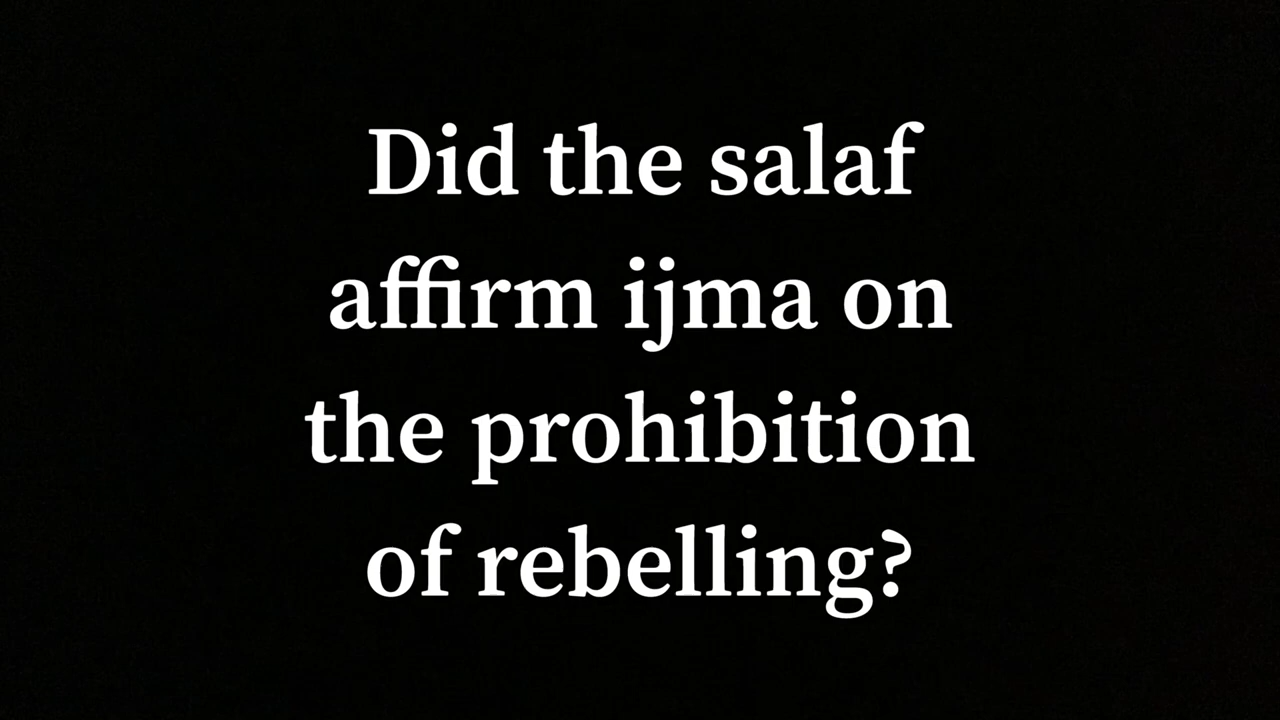 Did the salaf
affirm ijma on
the prohibition
of rebelling?